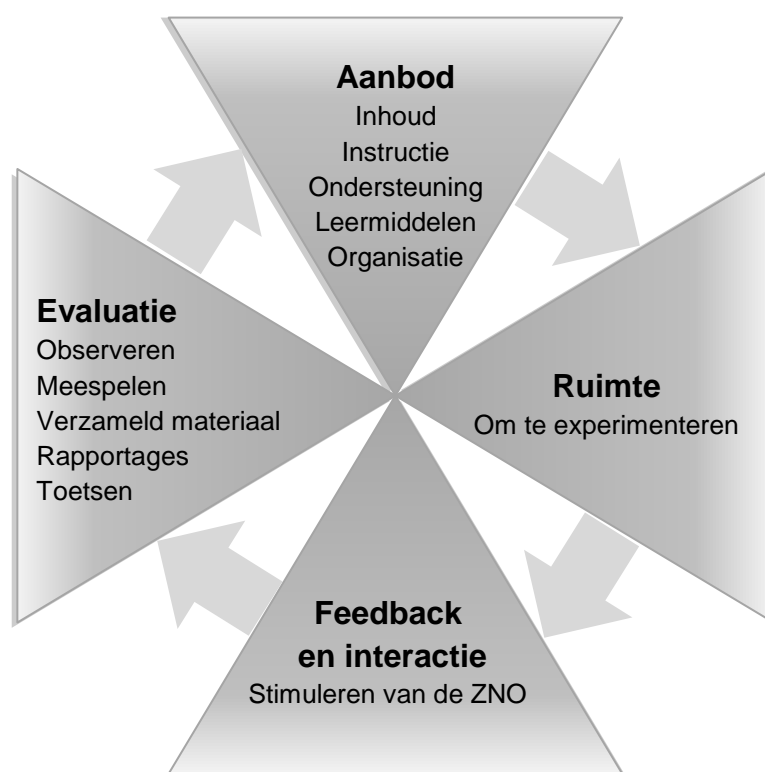 Aanbod
Inhoud
Instructie
Ondersteuning
Leermiddelen
Organisatie
Evaluatie
Observeren
Meespelen
Verzameld materiaal
Rapportages
Toetsen
Ruimte
Om te experimenteren
Feedback
en interactie
Stimuleren van de ZNO